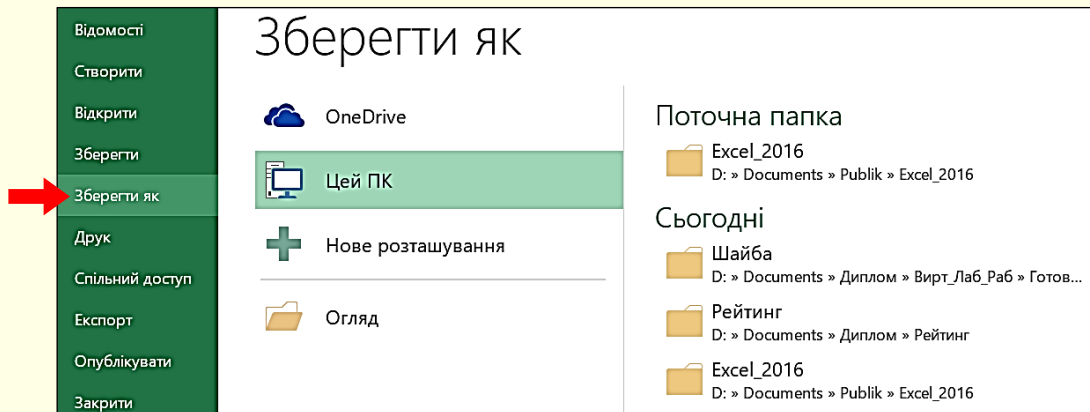 Відомості
Створити
Відкрити
Зберегти
Зберегти як
Друк
Спільний доступ
Експорт
Опублікувати
Закрити
Зберегти як
OneDrive
Цей ПК
Нове розташування
Огляд
Поточна папка
Excel_2016
D: » Documents » Publik » Excel_2016
Сьогодні
Шайба
D: » Documents » Диплом » Вирт_Лаб_Раб » Готов...
Рейтинг
D: » Documents » Диплом » Рейтинг
Excel_2016
D: » Documents » Publik » Excel_2016